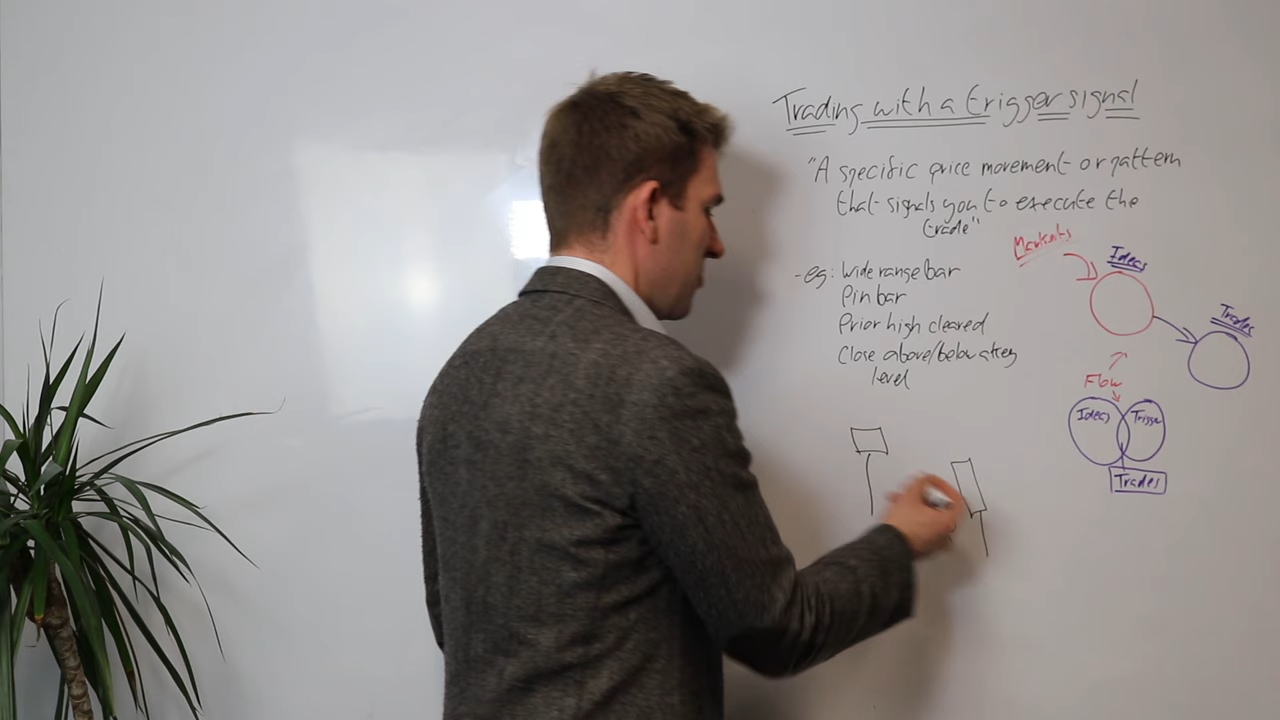 Trading with a trigger signal
"A specific price movement or pattern
that signals you to execute the
trade"
-eg: Wide range bar
Pin bar
Prior high cleared
Close above/below a key
level
Markets
Ideas
Trades
Flow
Ideas
Trigger
Trades